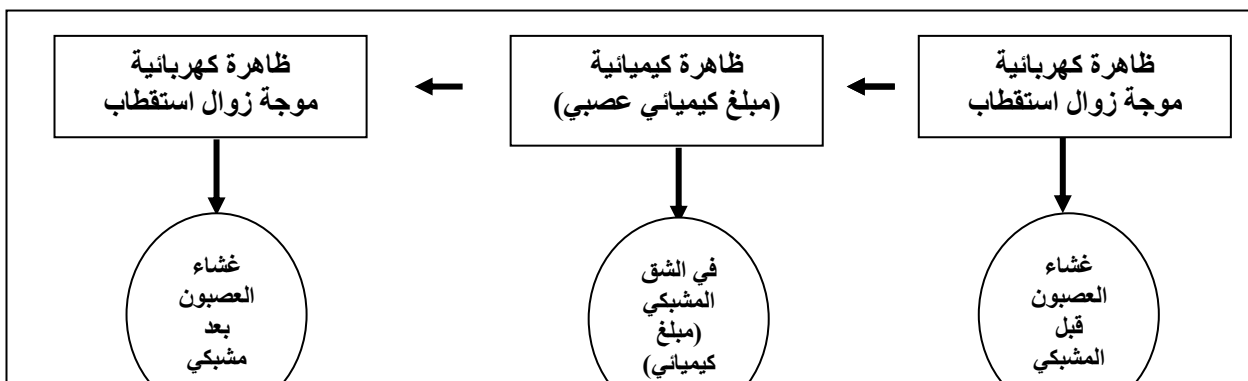 ظاهرة كهربائية
موجة زوال استقطاب
ظاهرة كيميائية
(مبلغ كيميائي عصبي)
ظاهرة كهربائية
موجة زوال استقطاب
غشاء
العصبون
قبل
المشبكي
في الشق
المشبكي
(مبلغ
كيميائي)
غشاء
العصبون
بعد
مشبكي